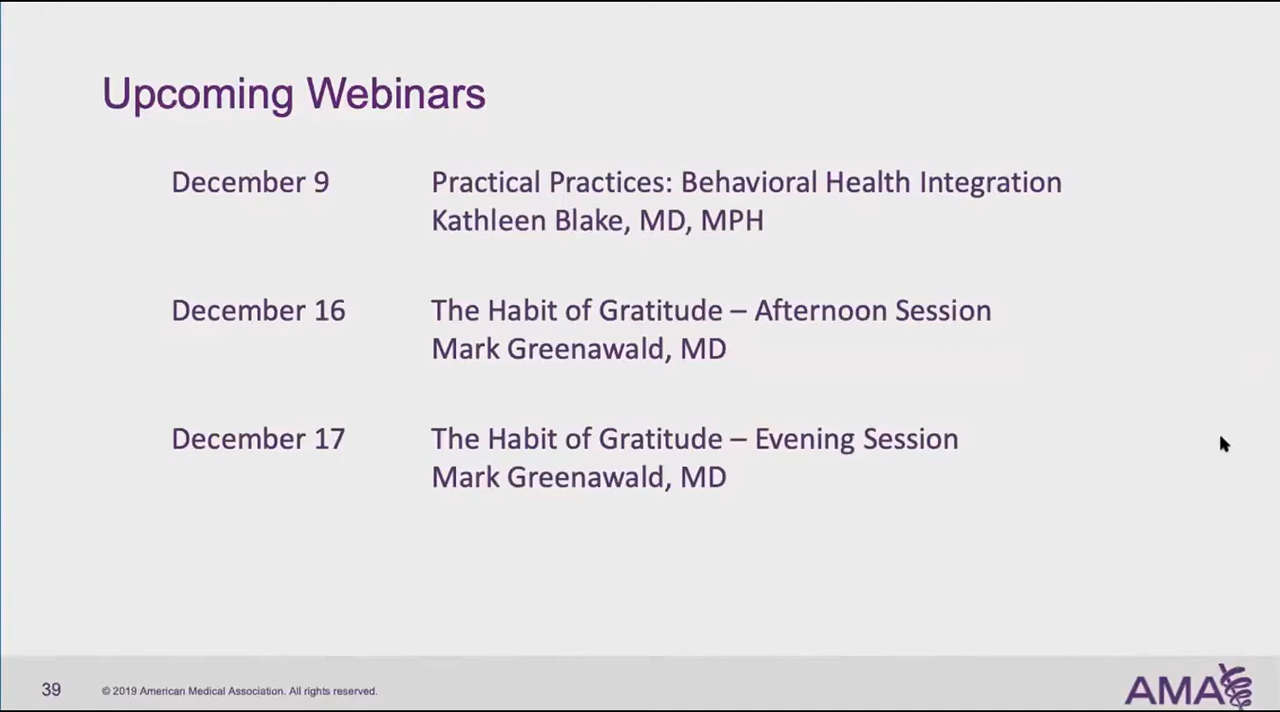 Upcoming Webinars
December 9 Practical Practices: Behavioral Health Integration
Kathleen Blake, MD, MPH
December 16 The Habit of Gratitude – Afternoon Session
Mark Greenawald, MD
December 17 The Habit of Gratitude – Evening Session
Mark Greenawald, MD
39 © 2019 American Medical Association. All rights reserved. AMA